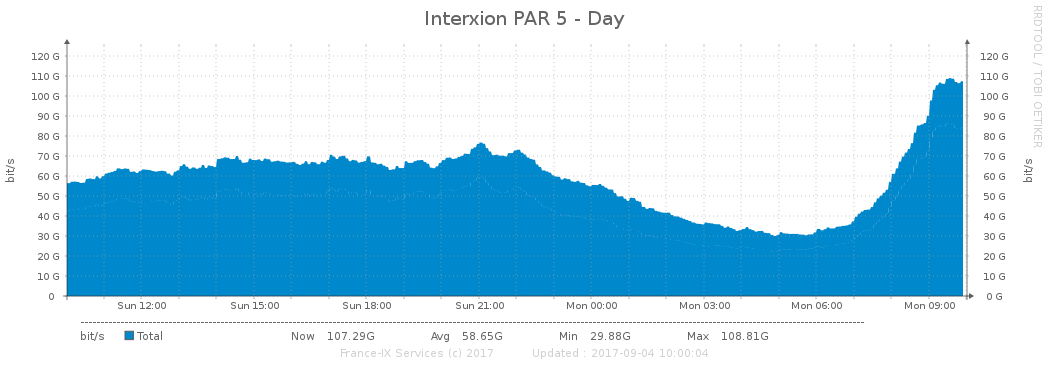 Interxion PAR 5 - Day
RRDTOOL / TOBI OETIKER
bit/s
120 G
110 G
100 G
90 G
80 G
70 G
60 G
50 G
40 G
30 G
20 G
10 G
0
120 G
110 G
100 G
90 G
80 G
70 G
60 G
50 G
40 G
30 G
20 G
10 G
0 G
bit/s
Sun 12:00 Sun 15:00 Sun 18:00 Sun 21:00 Mon 00:00 Mon 03:00 Mon 06:00 Mon 09:00
bit/s Total Now 107.29G Avg 58.65G Min 29.88G Max 108.81G
France-IX Services (c) 2017 Updated : 2017-09-04 10:00:04